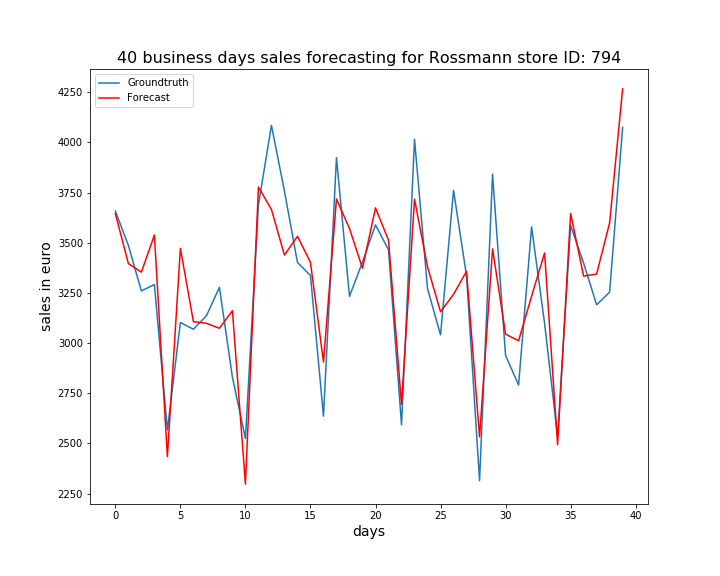 40 business days sales forecasting for Rossmann store ID: 794
Groundtruth
Forecast
4250
4000
3750
3500
3250
3000
2750
2500
2250
sales in euro
0 5 10 15 20 25 30 35 40
days